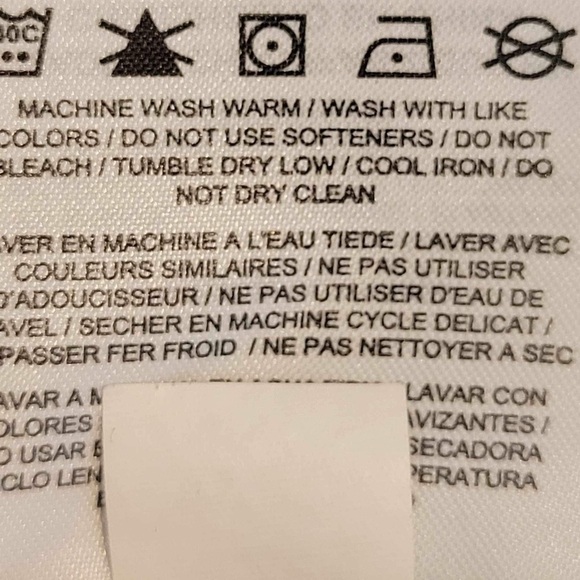 30C
MACHINE WASH WARM / WASH WITH LIKE
COLORS / DO NOT USE SOFTENERS / DO NOT
BLEACH / TUMBLE DRY LOW / COOL IRON / DO
NOT DRY CLEAN
AVER EN MACHINE A L'EAU TIEDE / LAVER AVEC
COULEURS SIMILAIRES / NE PAS UTILISER
D'ADOUCISSEUR / NE PAS UTILISER D'EAU DE
AVEL / SECHER EN MACHINE CYCLE DELICAT /
PASSER FER FROID / NE PAS NETTOYER A SEC
AVAR A M LAVAR CON
OLORES AVIZANTES /
O USAR SECADORA
CLO LEN PERATURA